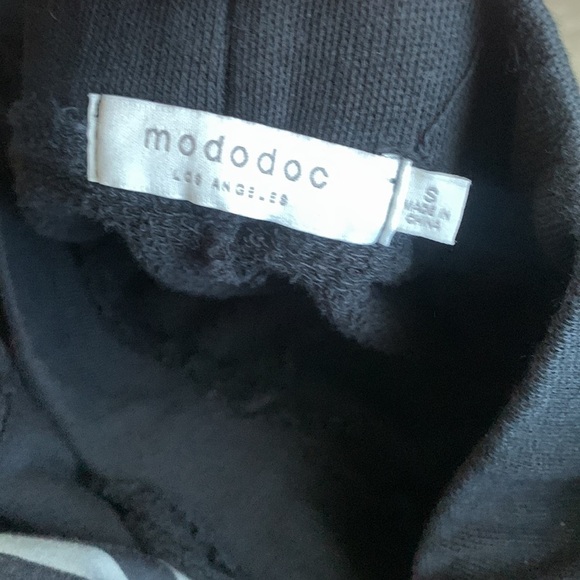 mododoc
LOS ANGELES
S
MADE IN
CHINA